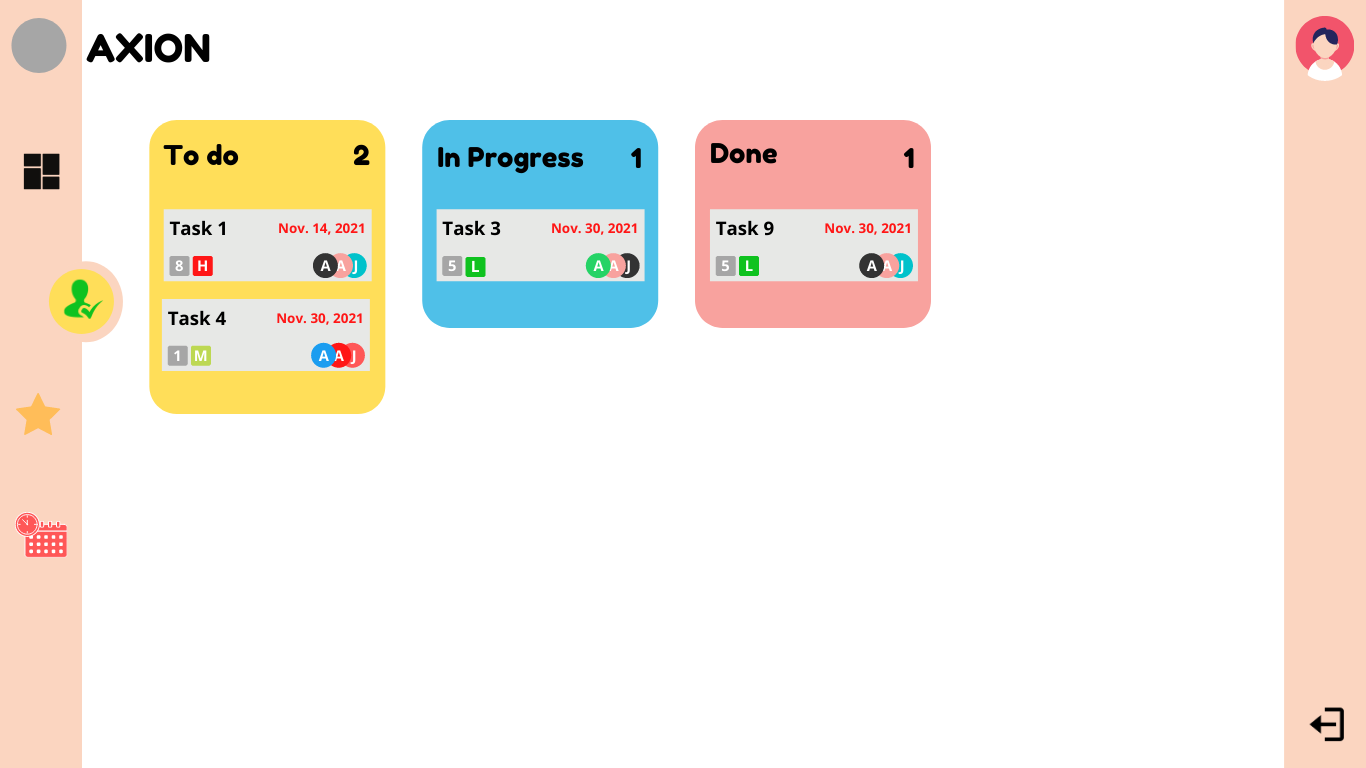 AXION
To do 2
Task 1 Nov. 14, 2021
8 H A A J
Task 4 Nov. 30, 2021
1 M A A J
In Progress 1
Task 3 Nov. 30, 2021
5 L A A J
Done 1
Task 9 Nov. 30, 2021
5 L A A J